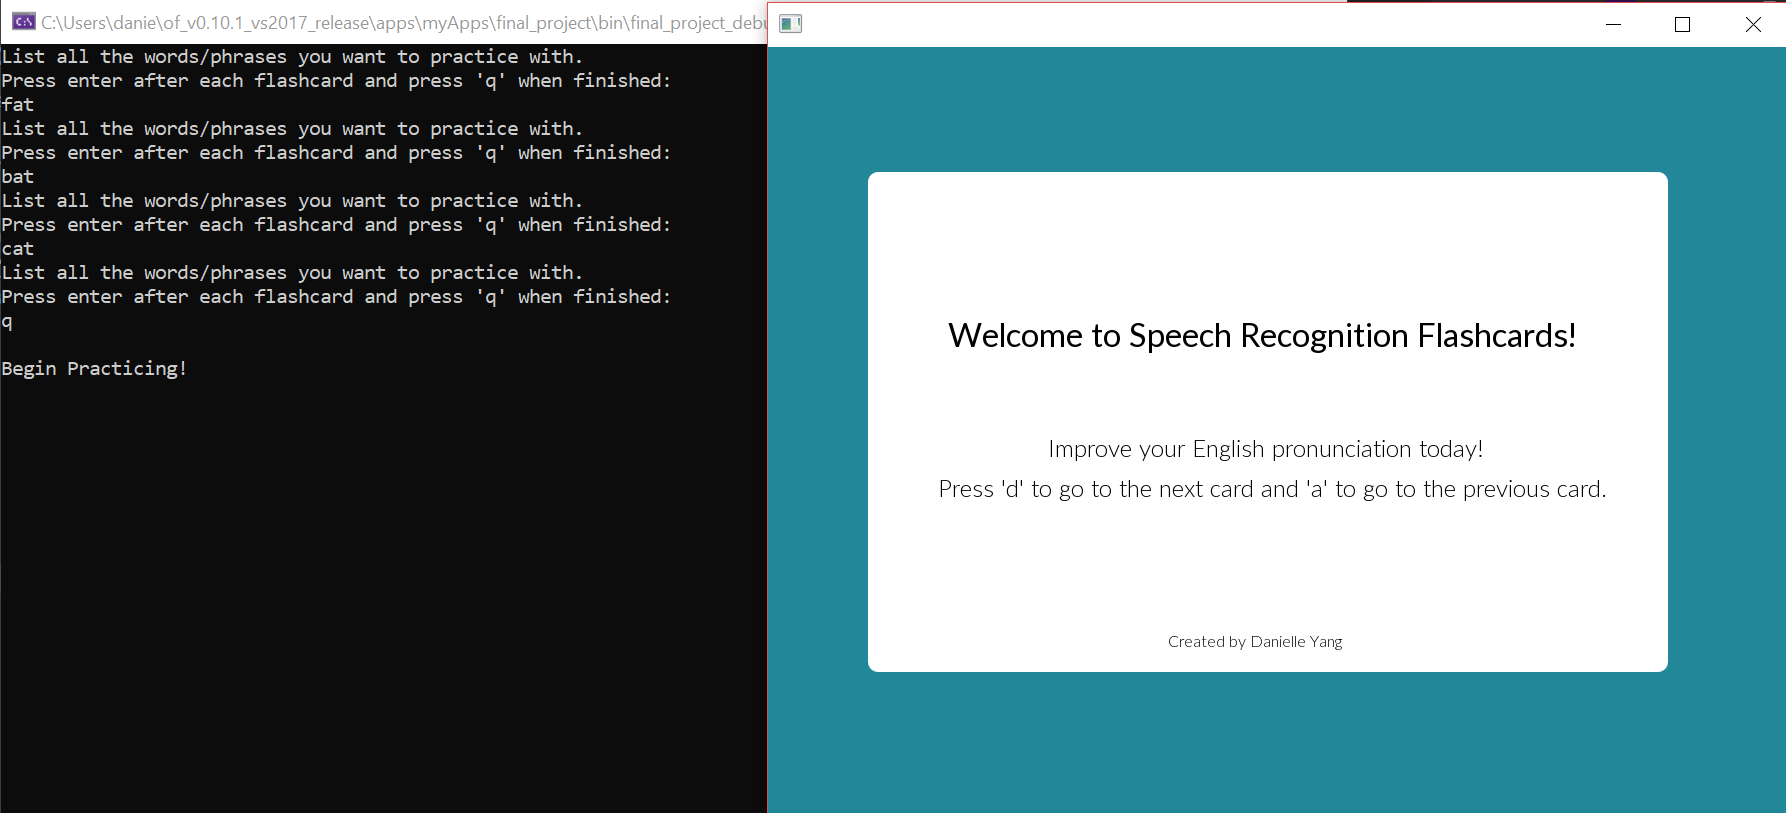 C:\Users\danie\of_v0.10.1_vs2017_release\apps\myApps\final_project\bin\final_project_debu
List all the words/phrases you want to practice with.
Press enter after each flashcard and press 'q' when finished:
fat
List all the words/phrases you want to practice with.
Press enter after each flashcard and press 'q' when finished:
bat
List all the words/phrases you want to practice with.
Press enter after each flashcard and press 'q' when finished:
cat
List all the words/phrases you want to practice with.
Press enter after each flashcard and press 'q' when finished:
q
Begin Practicing!
Welcome to Speech Recognition Flashcards!
Improve your English pronunciation today!
Press 'd' to go to the next card and 'a' to go to the previous card.
Created by Danielle Yang